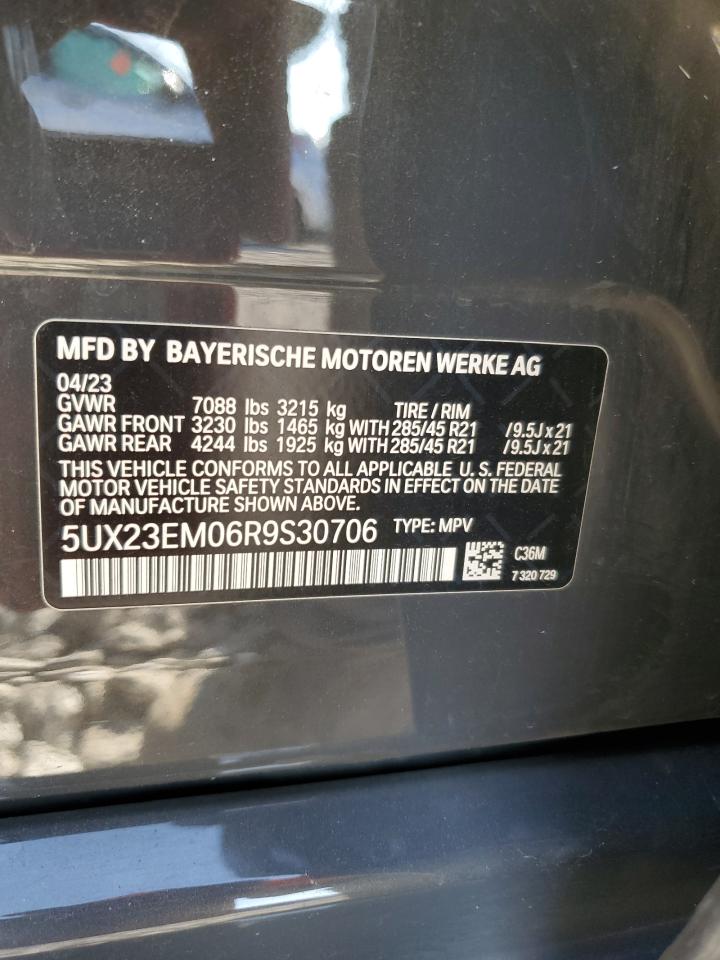 MFD BY BAYERISCHE MOTOREN WERKE AG
04/23
GVWR 7088 lbs 3215 kg TIRE / RIM
GAWR FRONT 3230 lbs 1465 kg WITH 285/45 R21 /9.5J x 21
GAWR REAR 4244 lbs 1925 kg WITH 285/45 R21 /9.5J x 21
THIS VEHICLE CONFORMS TO ALL APPLICABLE U. S. FEDERAL
MOTOR VEHICLE SAFETY STANDARDS IN EFFECT ON THE DATE
OF MANUFACTURE SHOWN ABOVE.
5UX23EM06R9S30706 TYPE: MPV
C36M
7 320 729